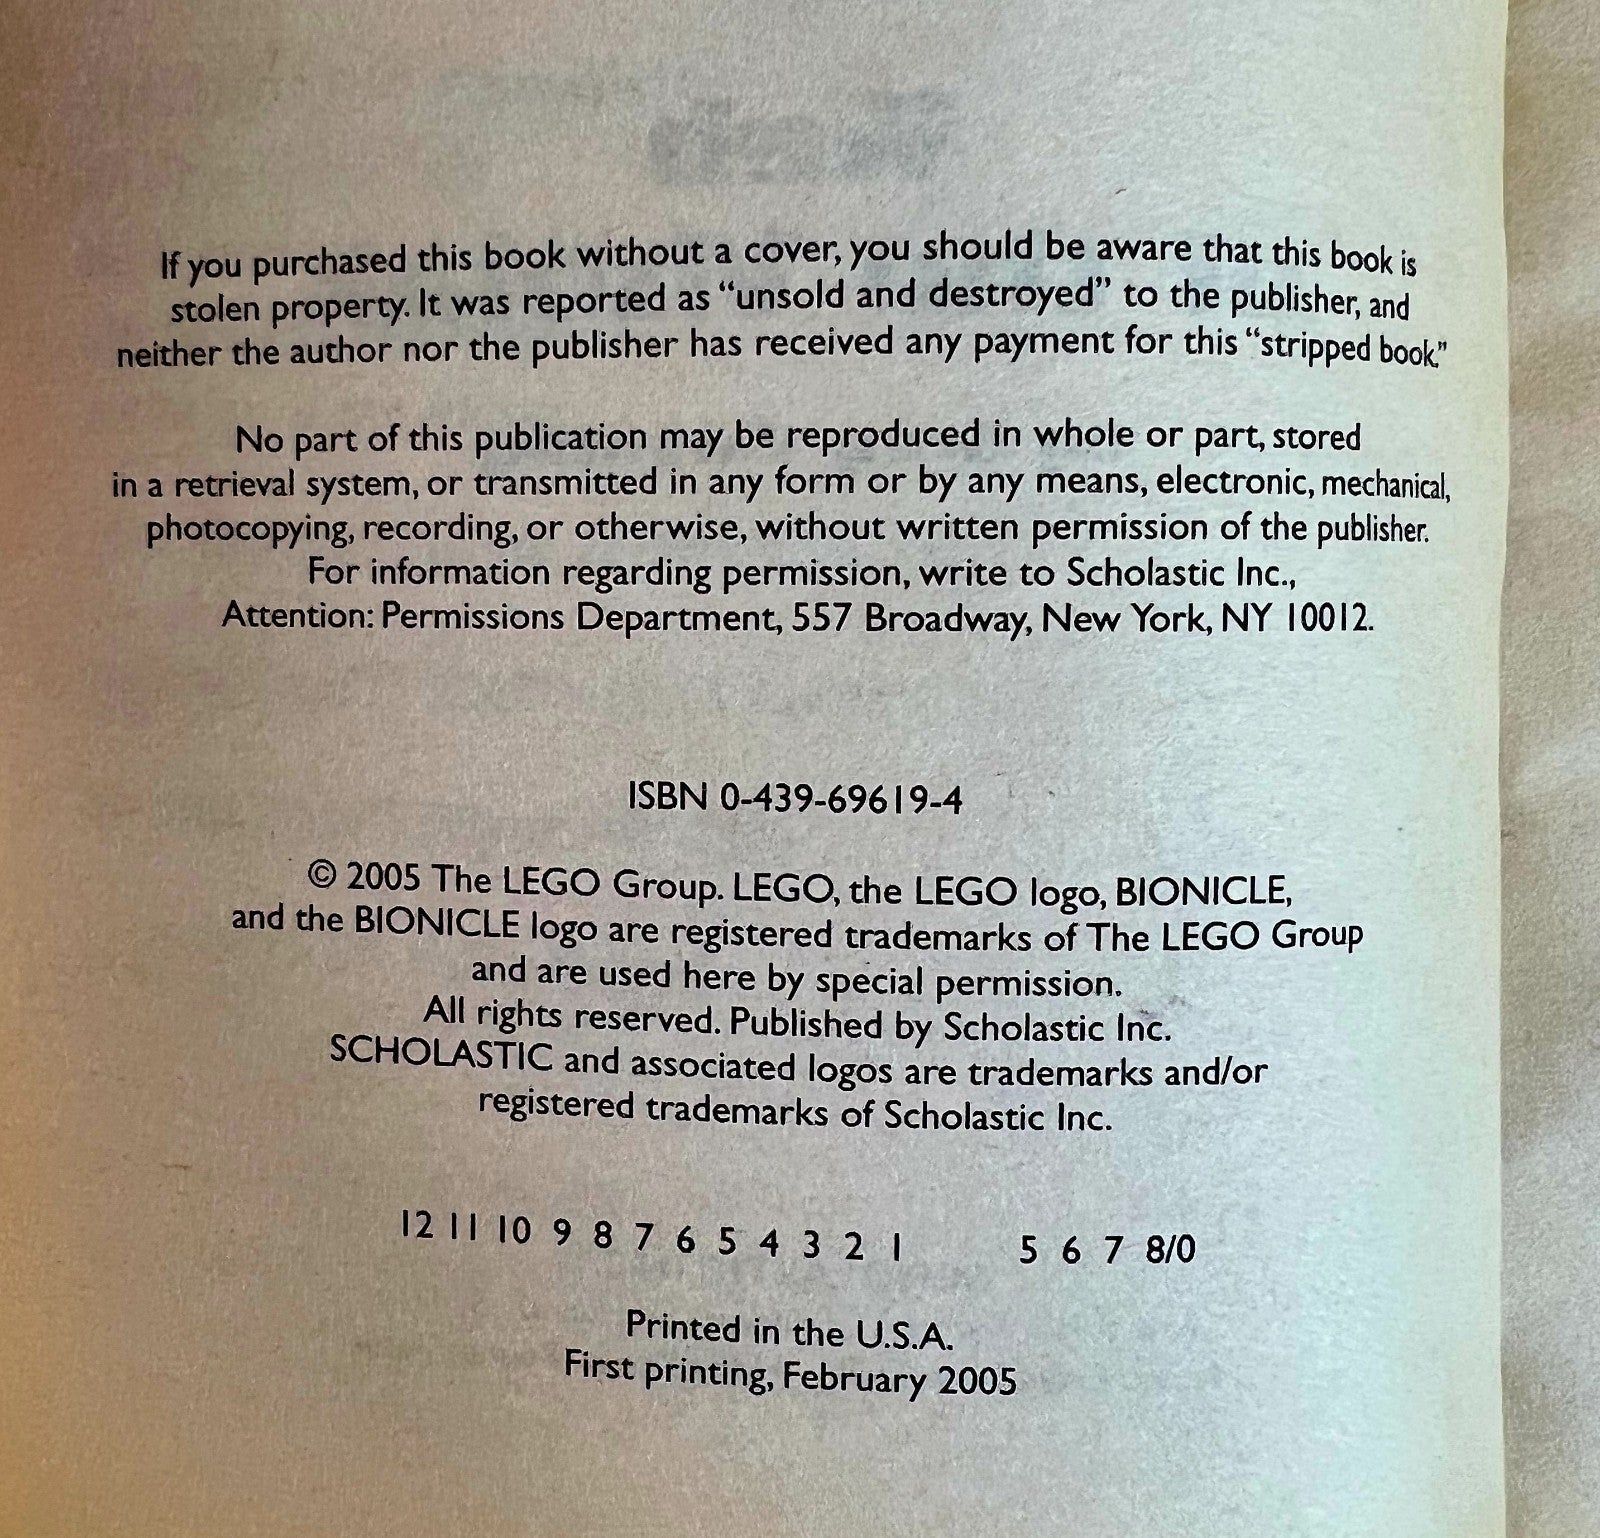 If you purchased this book without a cover, you should be aware that this book is
stolen property. It was reported as “unsold and destroyed” to the publisher, and
neither the author nor the publisher has received any payment for this “stripped book.”
No part of this publication may be reproduced in whole or part, stored
in a retrieval system, or transmitted in any form or by any means, electronic, mechanical,
photocopying, recording, or otherwise, without written permission of the publisher.
For information regarding permission, write to Scholastic Inc.,
Attention: Permissions Department, 557 Broadway, New York, NY 10012.
ISBN 0-439-69619-4
© 2005 The LEGO Group. LEGO, the LEGO logo, BIONICLE,
and the BIONICLE logo are registered trademarks of The LEGO Group
and are used here by special permission.
All rights reserved. Published by Scholastic Inc.
SCHOLASTIC and associated logos are trademarks and/or
registered trademarks of Scholastic Inc.
12 11 10 9 8 7 6 5 4 3 2 1 5 6 7 8/0
Printed in the U.S.A.
First printing, February 2005